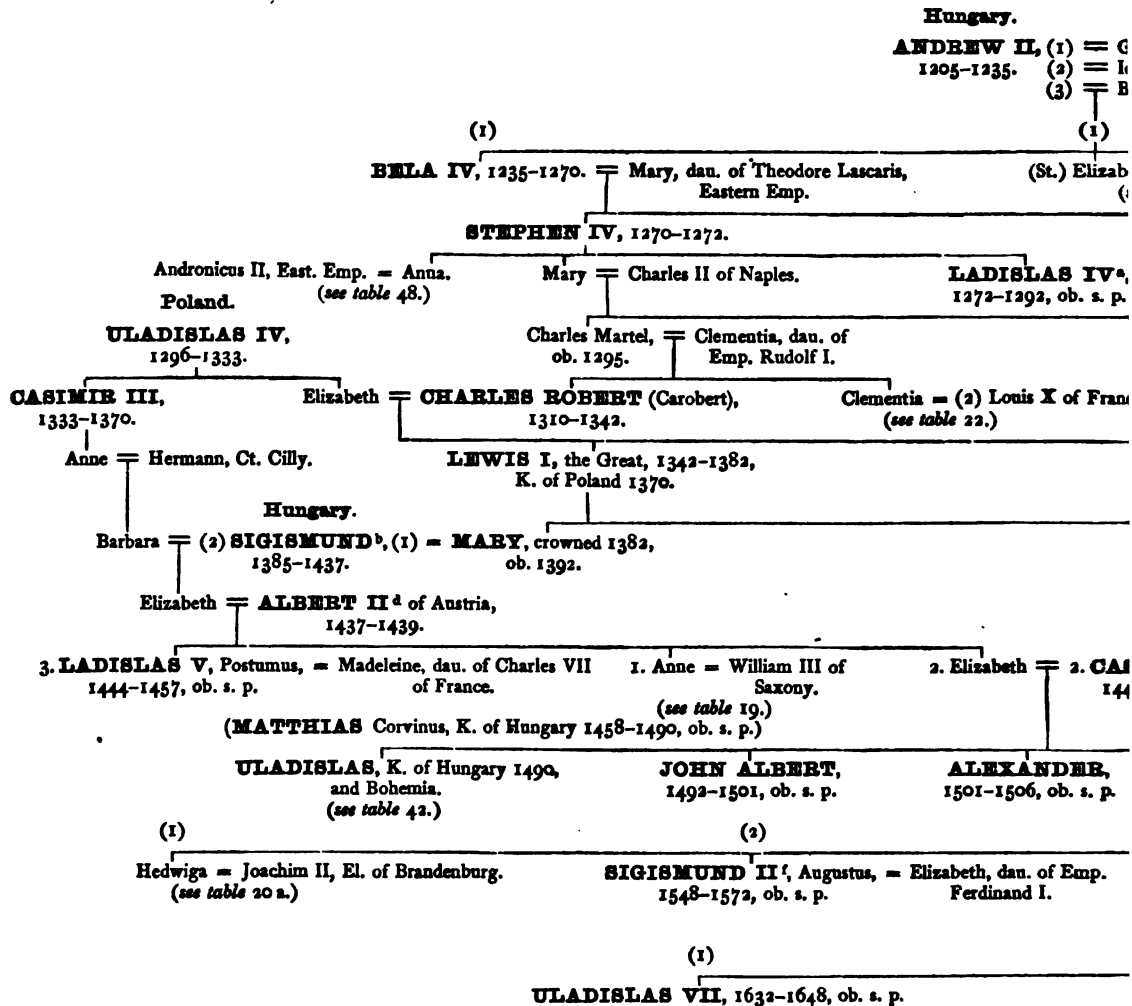 Hungary.
ANDREW II, (1) = G
1205–1235. (2) = I
(3) = B
(1) (1)
BELA IV, 1235–1270. = Mary, dau. of Theodore Lascaris, (St.) Elizab
Eastern Emp. (
STEPHEN IV, 1270–1272.
Andronicus II, East. Emp. = Anna. Mary = Charles II of Naples. LADISLAS IVᵃ,
(see table 48.) 1272–1292, ob. s. p.
Poland.
ULADISLAS IV, Charles Martel, = Clementia, dau. of
1296–1333. ob. 1295. Emp. Rudolf I.
CASIMIR III, Elizabeth = CHARLES ROBERT (Carobert), Clementia = (2) Louis X of Fran
1333–1370. 1310–1342. (see table 22.)
Anne = Hermann, Ct. Cilly. LEWIS I, the Great, 1342–1382,
K. of Poland 1370.
Hungary.
Barbara = (2) SIGISMUNDᵇ, (1) = MARY, crowned 1382,
1385–1437. ob. 1392.
Elizabeth = ALBERT IIᵈ of Austria,
1437–1439.
3. LADISLAS V, Postumus, = Madeleine, dau. of Charles VII 1. Anne = William III of 2. Elizabeth = 2. CAS
1444–1457, ob. s. p. of France. Saxony. 144
(see table 19.)
(MATTHIAS Corvinus, K. of Hungary 1458–1490, ob. s. p.)
ULADISLAS, K. of Hungary 1490, JOHN ALBERT, ALEXANDER,
and Bohemia. 1492–1501, ob. s. p. 1501–1506, ob. s. p.
(see table 42.)
(1) (2)
Hedwiga = Joachim II, El. of Brandenburg. SIGISMUND IIᶠ, Augustus, = Elizabeth, dau. of Emp.
(see table 20 a.) 1548–1572, ob. s. p. Ferdinand I.
(1)
ULADISLAS VII, 1632–1648, ob. s. p.